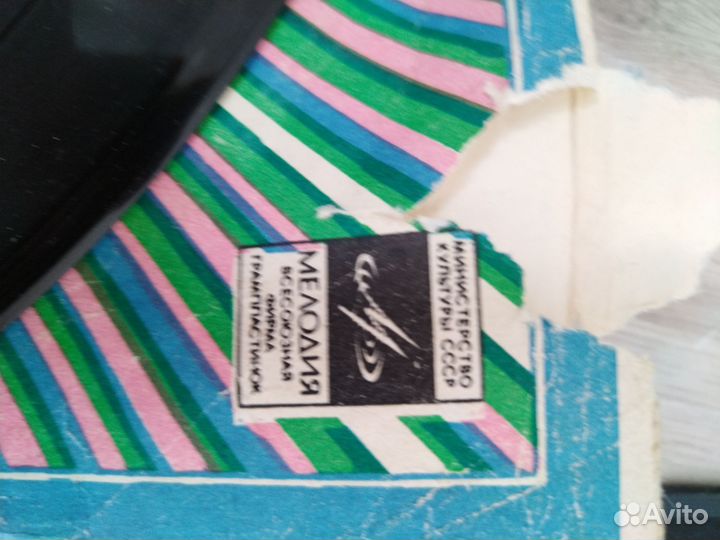 МИНИСТЕРСТВО
КУЛЬТУРЫ СССР
МЕЛОДИЯ
ВСЕСОЮЗНАЯ
ФИРМА
ГРАМПЛАСТИНОК
Avito